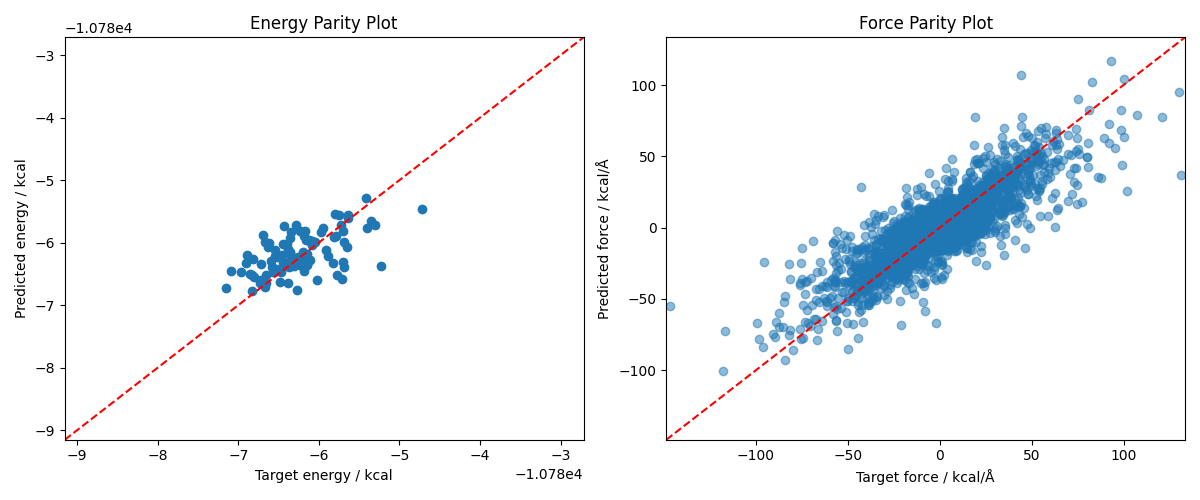 Energy Parity Plot
−1.078e4
Predicted energy / kcal
−3
−4
−5
−6
−7
−8
−9
−9 −8 −7 −6 −5 −4 −3
Target energy / kcal
−1.078e4
Force Parity Plot
Predicted force / kcal/Å
100
50
0
−50
−100
−100 −50 0 50 100
Target force / kcal/Å